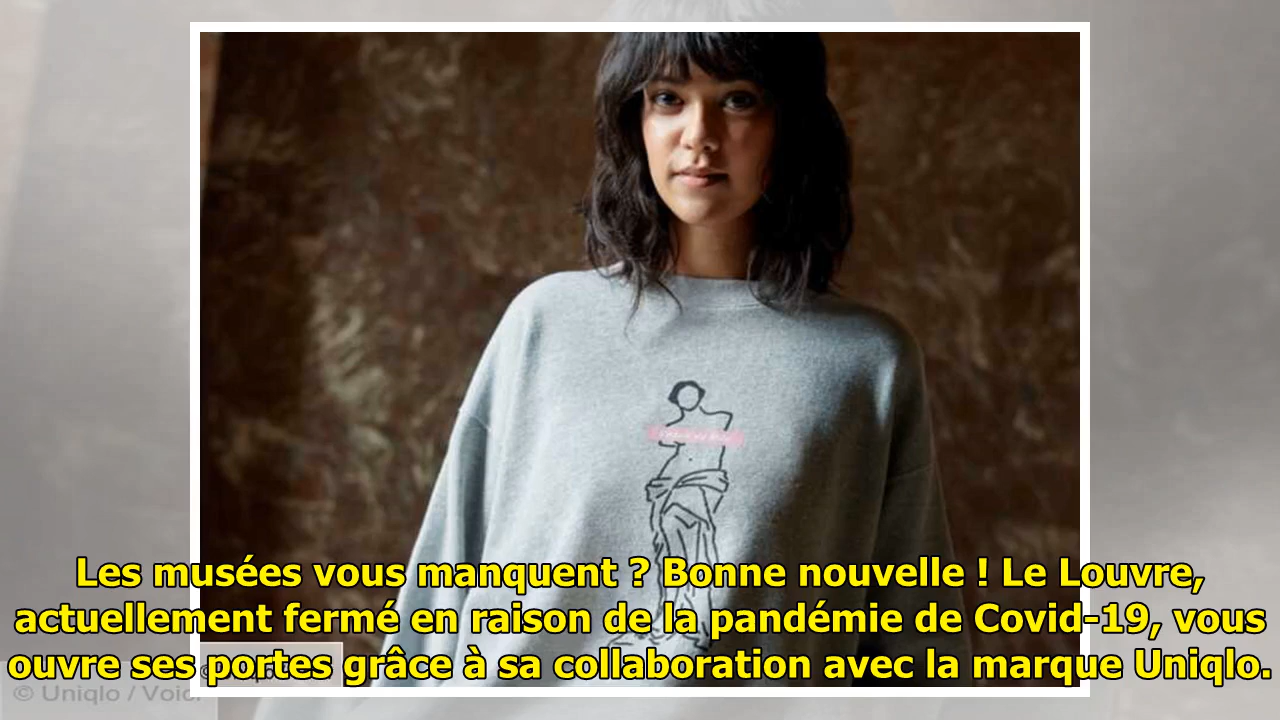 Les musées vous manquent ? Bonne nouvelle ! Le Louvre,
actuellement fermé en raison de la pandémie de Covid-19, vous
ouvre ses portes grâce à sa collaboration avec la marque Uniqlo.
© Uniqlo / Voici